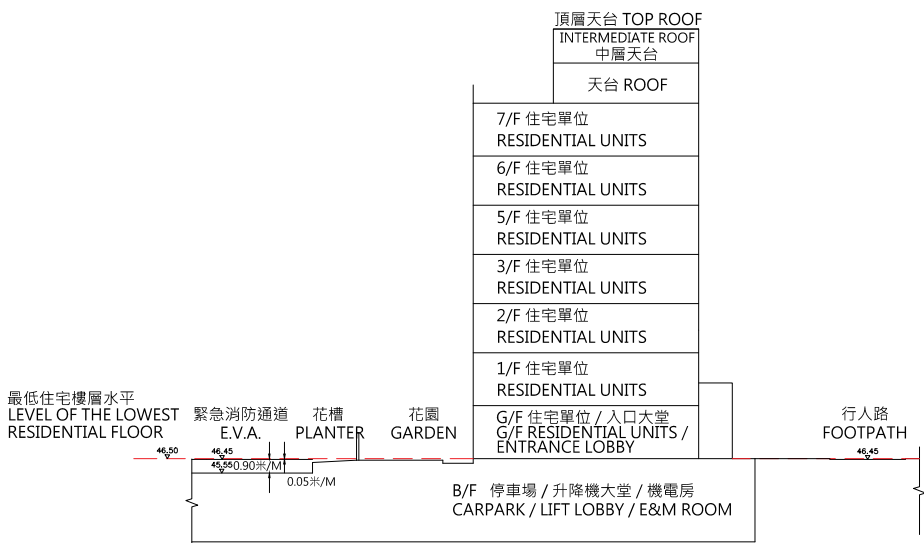 頂層天台 TOP ROOF
INTERMEDIATE ROOF
中層天台
天台 ROOF
7/F 住宅單位
RESIDENTIAL UNITS
6/F 住宅單位
RESIDENTIAL UNITS
5/F 住宅單位
RESIDENTIAL UNITS
3/F 住宅單位
RESIDENTIAL UNITS
2/F 住宅單位
RESIDENTIAL UNITS
1/F 住宅單位
RESIDENTIAL UNITS
G/F 住宅單位 / 入口大堂
G/F RESIDENTIAL UNITS /
ENTRANCE LOBBY
最低住宅樓層水平
LEVEL OF THE LOWEST
RESIDENTIAL FLOOR
46.50
緊急消防通道
E.V.A.
46.45
45.55
0.90米/M
0.05米/M
花槽
PLANTER
花園
GARDEN
行人路
FOOTPATH
46.45
B/F 停車場 / 升降機大堂 / 機電房
CARPARK / LIFT LOBBY / E&M ROOM